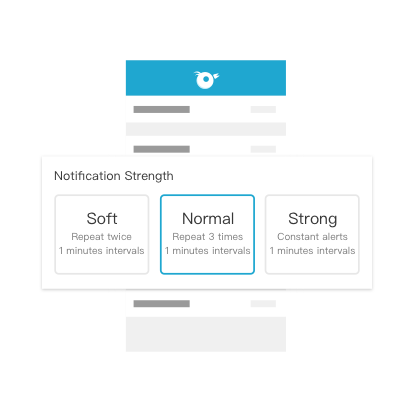 Notification Strength
Soft
Repeat twice
1 minutes intervals
Normal
Repeat 3 times
1 minutes intervals
Strong
Constant alerts
1 minutes intervals